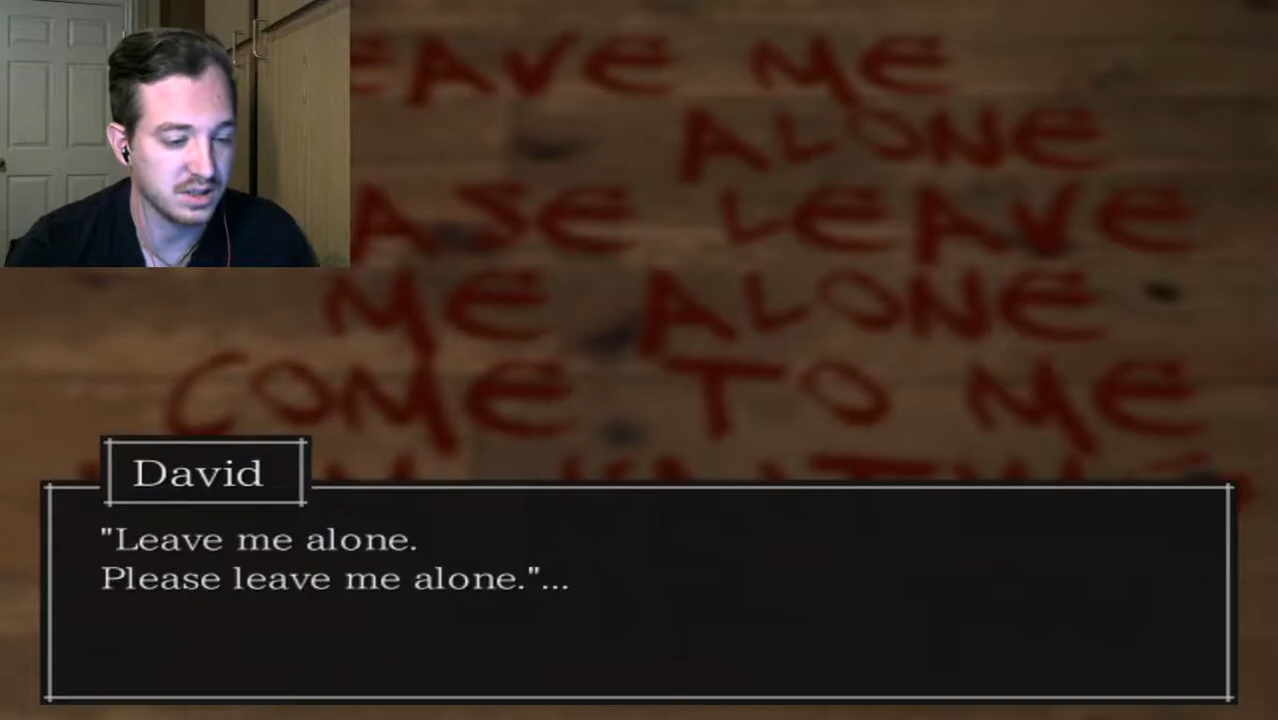 EAVE ME
ALONE
ASE LEAVE
ME ALONE
COME TO ME
David
"Leave me alone.
Please leave me alone."...